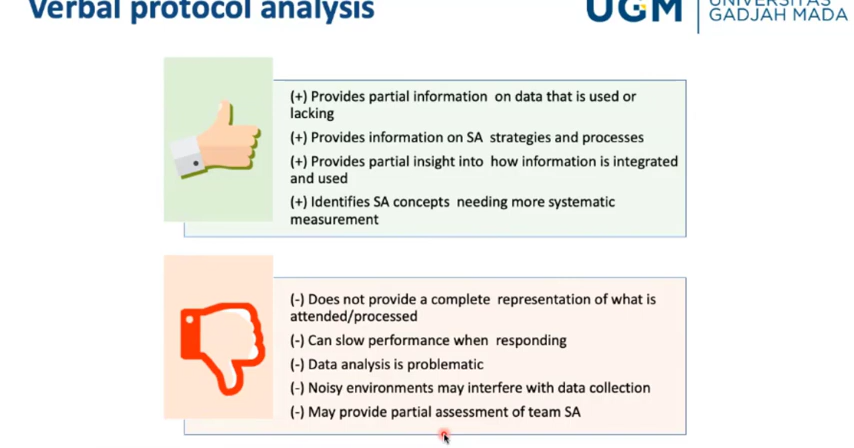 Verbal protocol analysis
UGM
UNIVERSITAS
GADJAH MADA
(+) Provides partial information on data that is used or
lacking
(+) Provides information on SA strategies and processes
(+) Provides partial insight into how information is integrated
and used
(+) Identifies SA concepts needing more systematic
measurement
(-) Does not provide a complete representation of what is
attended/processed
(-) Can slow performance when responding
(-) Data analysis is problematic
(-) Noisy environments may interfere with data collection
(-) May provide partial assessment of team SA